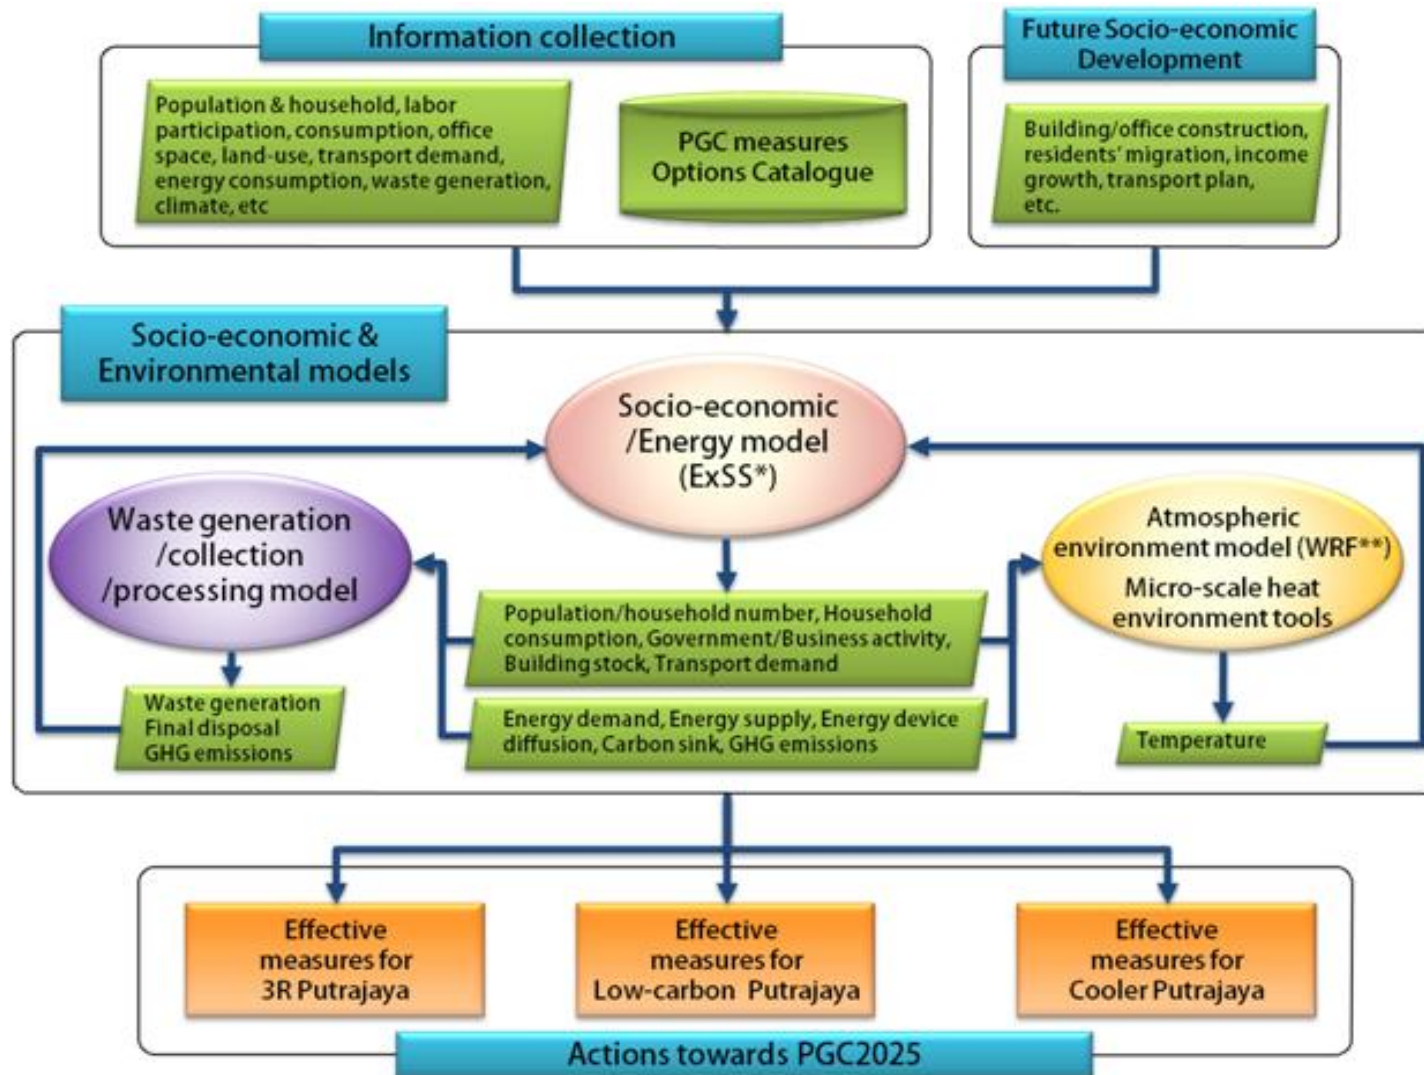 Information collection
Population & household, labor
participation, consumption, office
space, land-use, transport demand,
energy consumption, waste generation,
climate, etc
PGC measures
Options Catalogue
Future Socio-economic
Development
Building/office construction,
residents' migration, income
growth, transport plan,
etc.
Socio-economic &
Environmental models
Socio-economic
/Energy model
(ExSS*)
Waste generation
/collection
/processing model
Atmospheric
environment model (WRF**)
Micro-scale heat
environment tools
Population/household number, Household
consumption, Government/Business activity,
Building stock, Transport demand
Waste generation
Final disposal
GHG emissions
Energy demand, Energy supply, Energy device
diffusion, Carbon sink, GHG emissions
Temperature
Effective
measures for
3R Putrajaya
Effective
measures for
Low-carbon Putrajaya
Effective
measures for
Cooler Putrajaya
Actions towards PGC2025